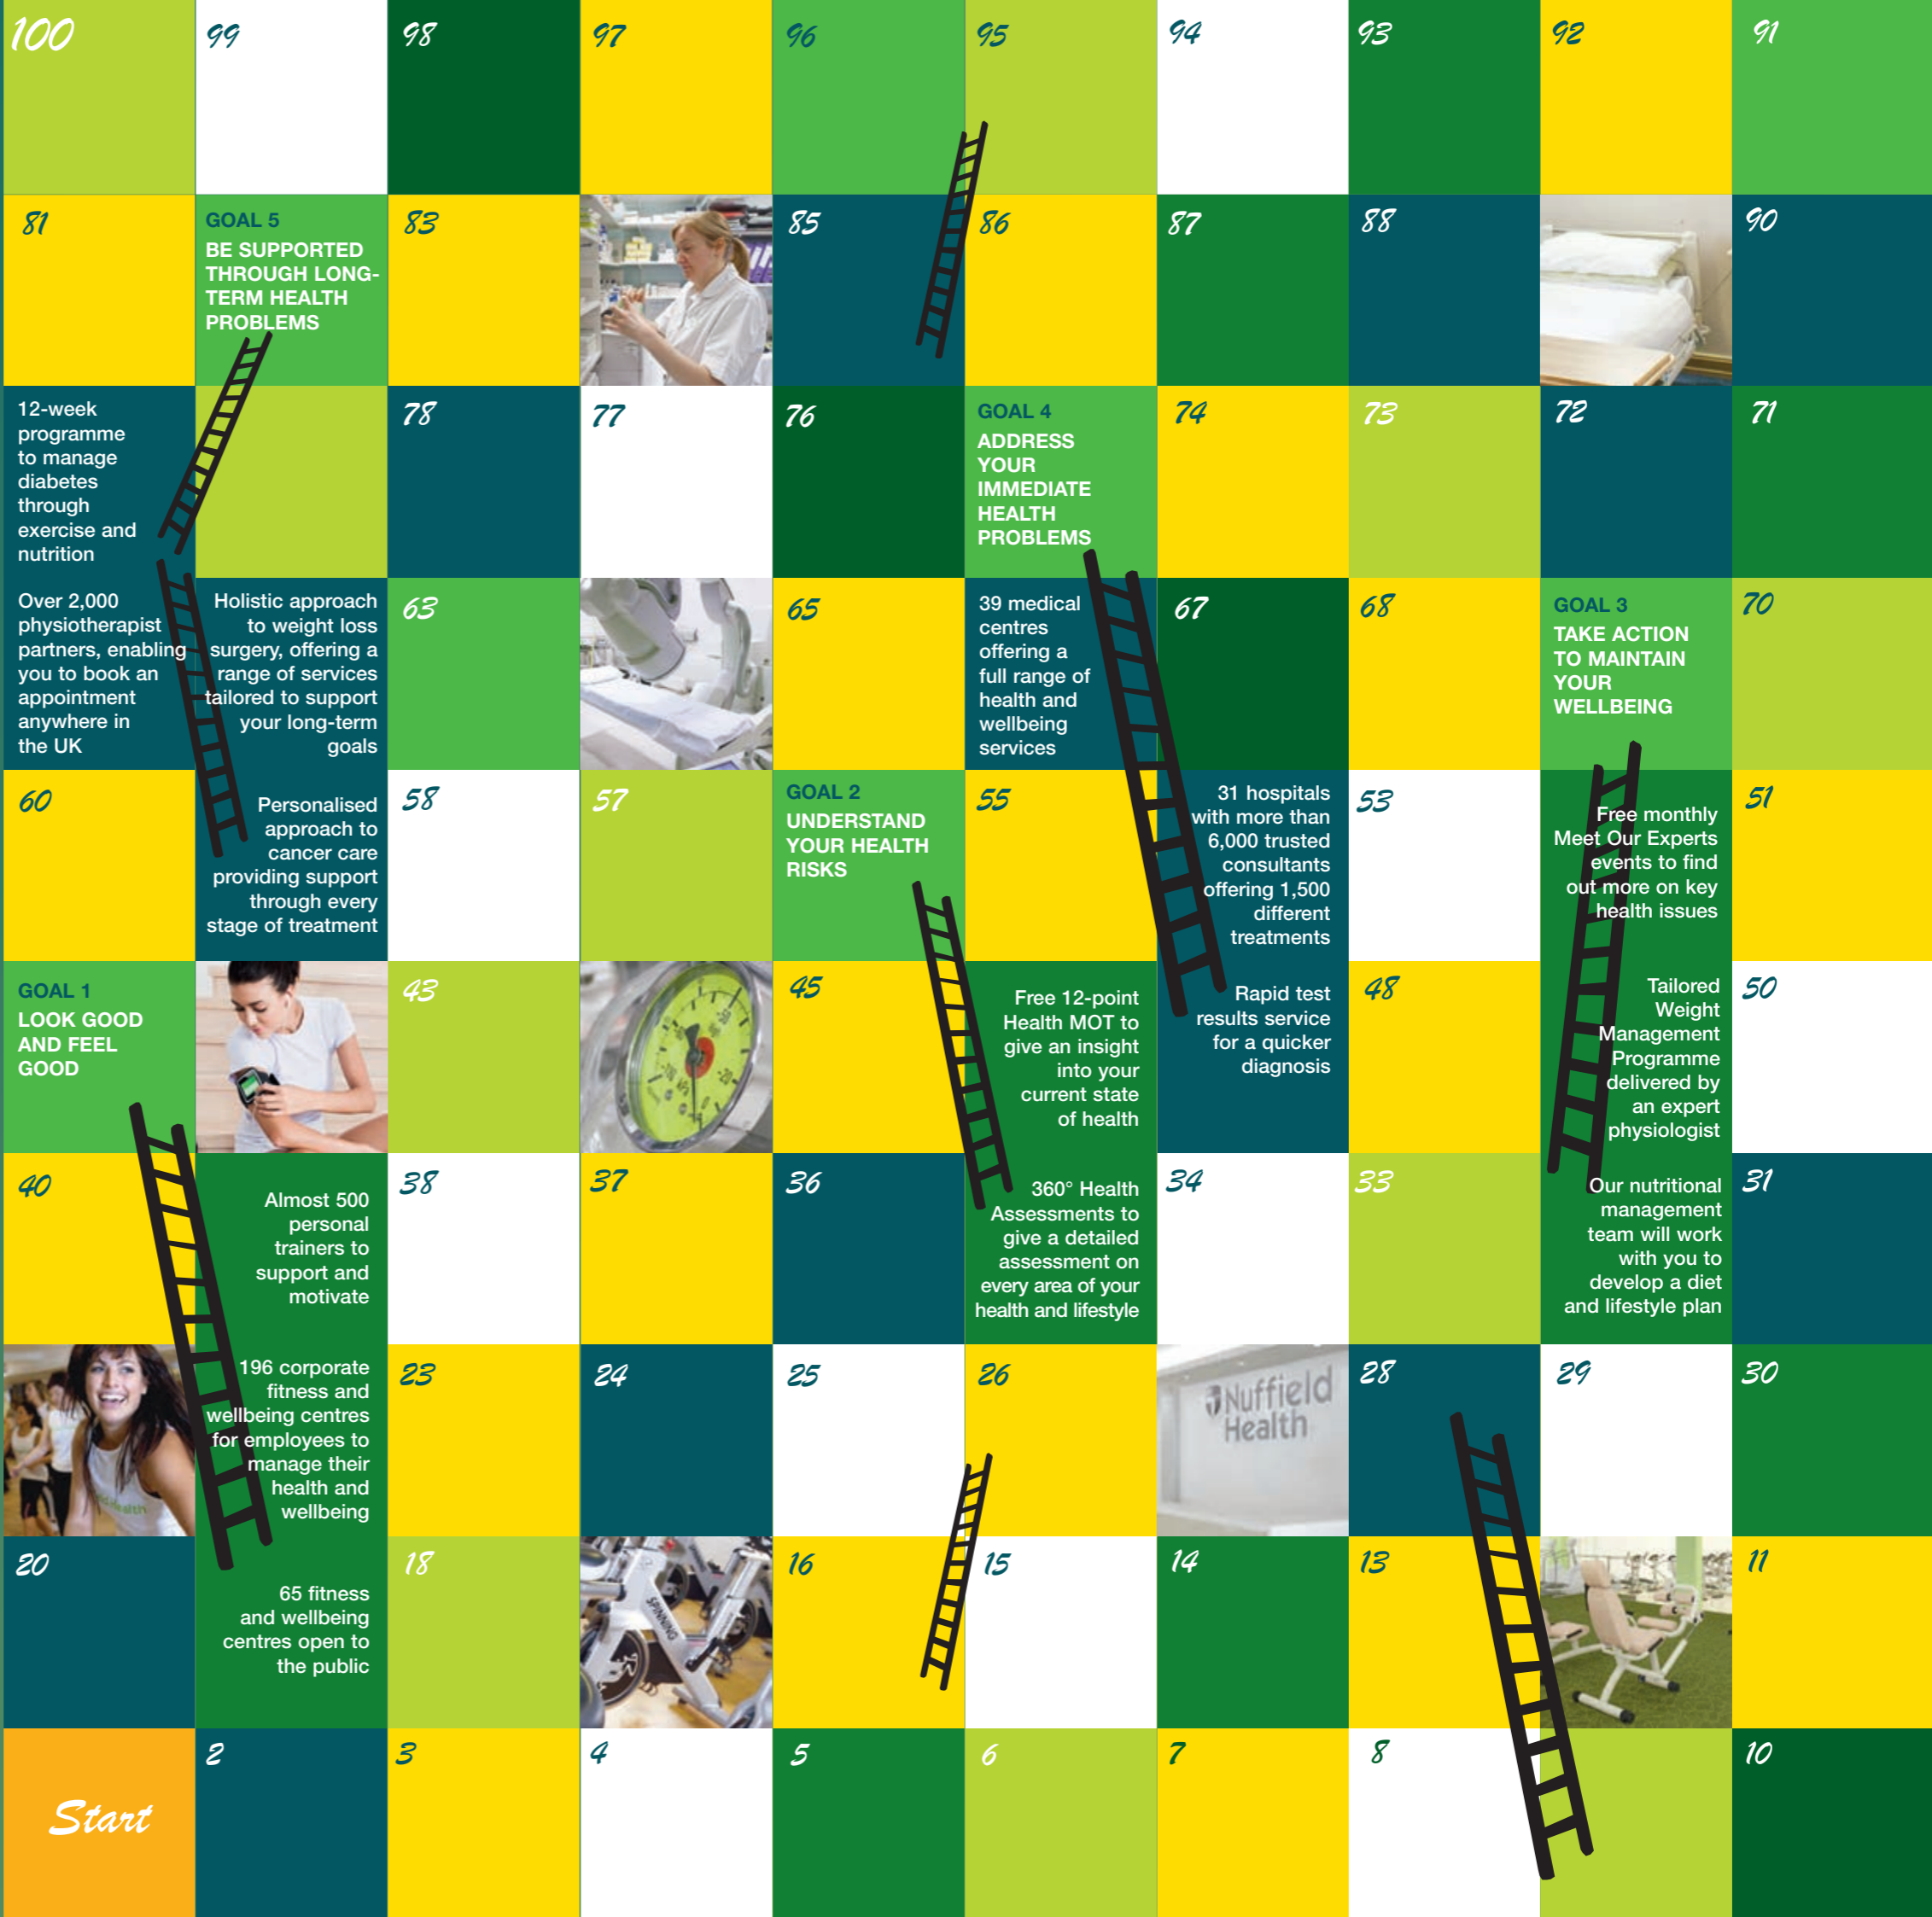 100
99
98
97
96
95
94
93
92
91
81
GOAL 5
BE SUPPORTED
THROUGH LONG-
TERM HEALTH
PROBLEMS
83
85
86
87
88
90
12-week
programme
to manage
diabetes
through
exercise and
nutrition
78
77
76
GOAL 4
ADDRESS
YOUR
IMMEDIATE
HEALTH
PROBLEMS
74
73
72
71
Over 2,000
physiotherapist
partners, enabling
you to book an
appointment
anywhere in
the UK
Holistic approach
to weight loss
surgery, offering a
range of services
tailored to support
your long-term
goals
63
65
39 medical
centres
offering a
full range of
health and
wellbeing
services
67
68
GOAL 3
TAKE ACTION
TO MAINTAIN
YOUR
WELLBEING
70
60
Personalised
approach to
cancer care
providing support
through every
stage of treatment
58
57
GOAL 2
UNDERSTAND
YOUR HEALTH
RISKS
55
31 hospitals
with more than
6,000 trusted
consultants
offering 1,500
different
treatments
53
Free monthly
Meet Our Experts
events to find
out more on key
health issues
51
GOAL 1
LOOK GOOD
AND FEEL
GOOD
43
45
Free 12-point
Health MOT to
give an insight
into your
current state
of health
Rapid test
results service
for a quicker
diagnosis
48
Tailored
Weight
Management
Programme
delivered by
an expert
physiologist
50
40
Almost 500
personal
trainers to
support and
motivate
38
37
36
360° Health
Assessments to
give a detailed
assessment on
every area of your
health and lifestyle
34
33
Our nutritional
management
team will work
with you to
develop a diet
and lifestyle plan
31
196 corporate
fitness and
wellbeing centres
for employees to
manage their
health and
wellbeing
23
24
25
26
Nuffield
Health
28
29
30
20
65 fitness
and wellbeing
centres open to
the public
18
SPINNING
16
15
14
13
11
Start
2
3
4
5
6
7
8
10